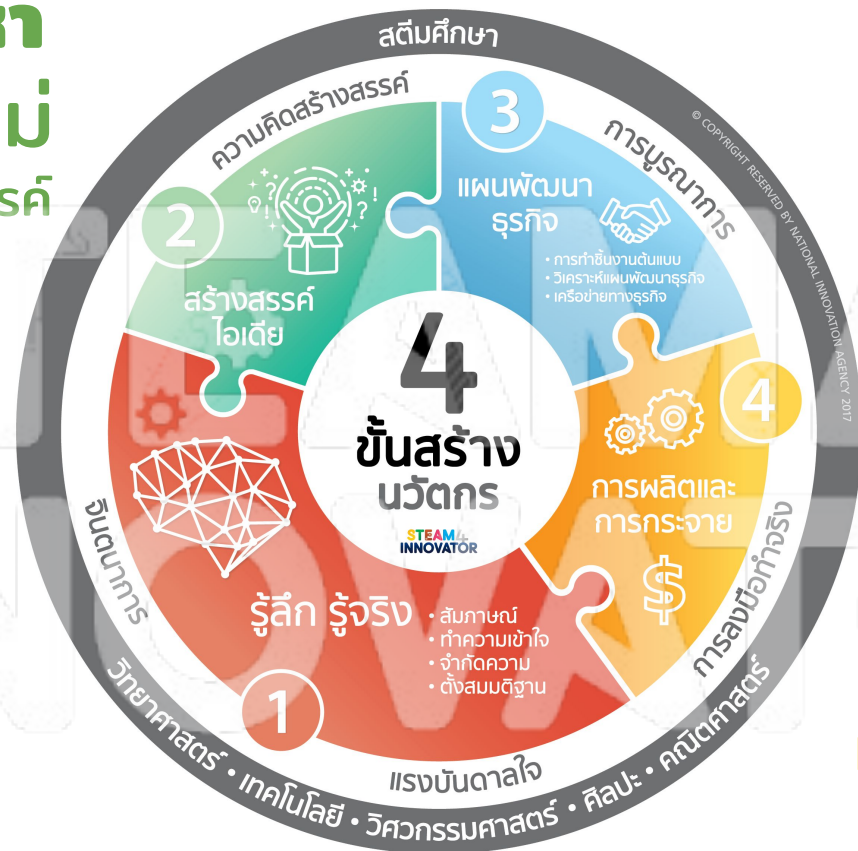 สตีมศึกษา
ความคิดสร้างสรรค์
การบูรณาการ
© COPYRIGHT RESERVED BY NATIONAL INNOVATION AGENCY 2017
3
แผนพัฒนา
ธุรกิจ
• การทำชิ้นงานต้นแบบ
• วิเคราะห์แผนพัฒนาธุรกิจ
• เครือข่ายทางธุรกิจ
2
สร้างสรรค์
ไอเดีย
4
ขั้นสร้าง
นวัตกร
STEAM4
INNOVATOR
4
การผลิตและ
การกระจาย
$
การลงมือทำจริง
จินตนาการ
รู้ลึก รู้จริง
• สัมภาษณ์
• ทำความเข้าใจ
• จำกัดความ
• ตั้งสมมติฐาน
1
แรงบันดาลใจ
วิทยาศาสตร์ • เทคโนโลยี • วิศวกรรมศาสตร์ • ศิลปะ • คณิตศาสตร์